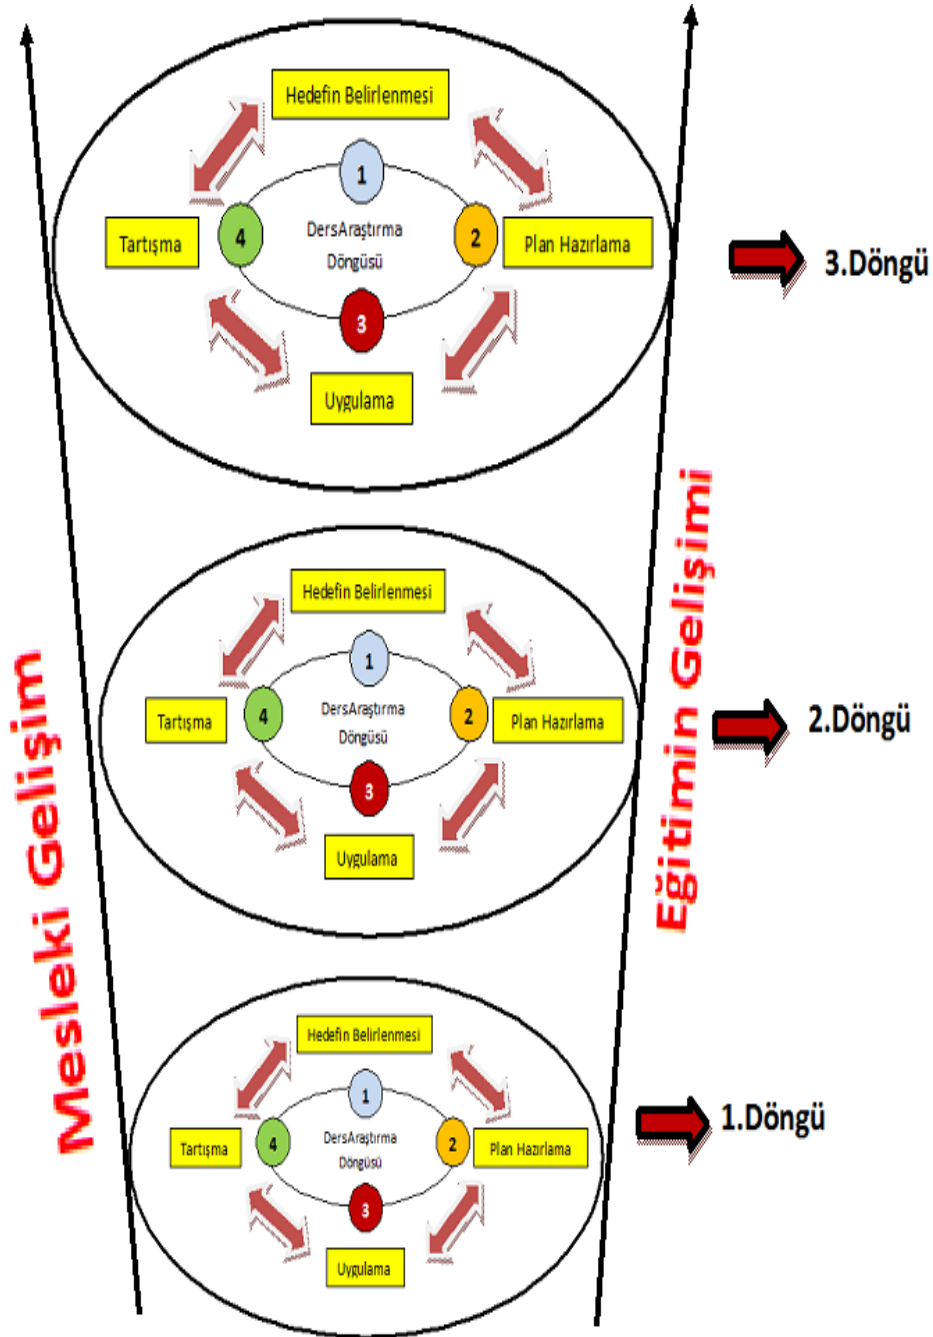 Hedefin Belirlenmesi
1
Tartışma
4
DersAraştırma
Döngüsü
2
Plan Hazırlama
3
Uygulama
3.Döngü
Hedefin Belirlenmesi
1
Tartışma
4
DersAraştırma
Döngüsü
2
Plan Hazırlama
3
Uygulama
2.Döngü
Mesleki Gelişim
Eğitimin Gelişimi
Hedefin Belirlenmesi
1
Tartışma
4
DersAraştırma
Döngüsü
2
Plan Hazırlama
3
Uygulama
1.Döngü